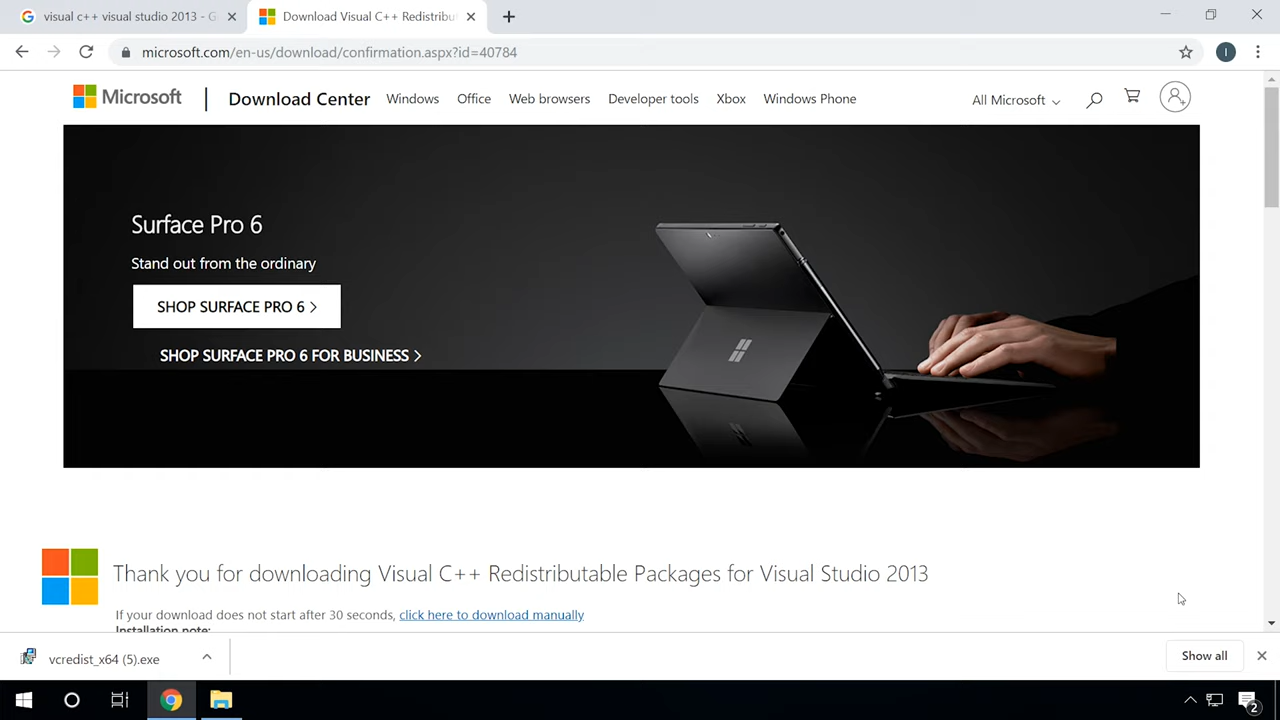 visual c++ visual studio 2013 - G
Download Visual C++ Redistribut
microsoft.com/en-us/download/confirmation.aspx?id=40784
I
Microsoft
Download Center
Windows
Office
Web browsers
Developer tools
Xbox
Windows Phone
All Microsoft
Surface Pro 6
Stand out from the ordinary
SHOP SURFACE PRO 6 >
SHOP SURFACE PRO 6 FOR BUSINESS >
Thank you for downloading Visual C++ Redistributable Packages for Visual Studio 2013
If your download does not start after 30 seconds, click here to download manually
Installation note:
vcredist_x64 (5).exe
Show all
2